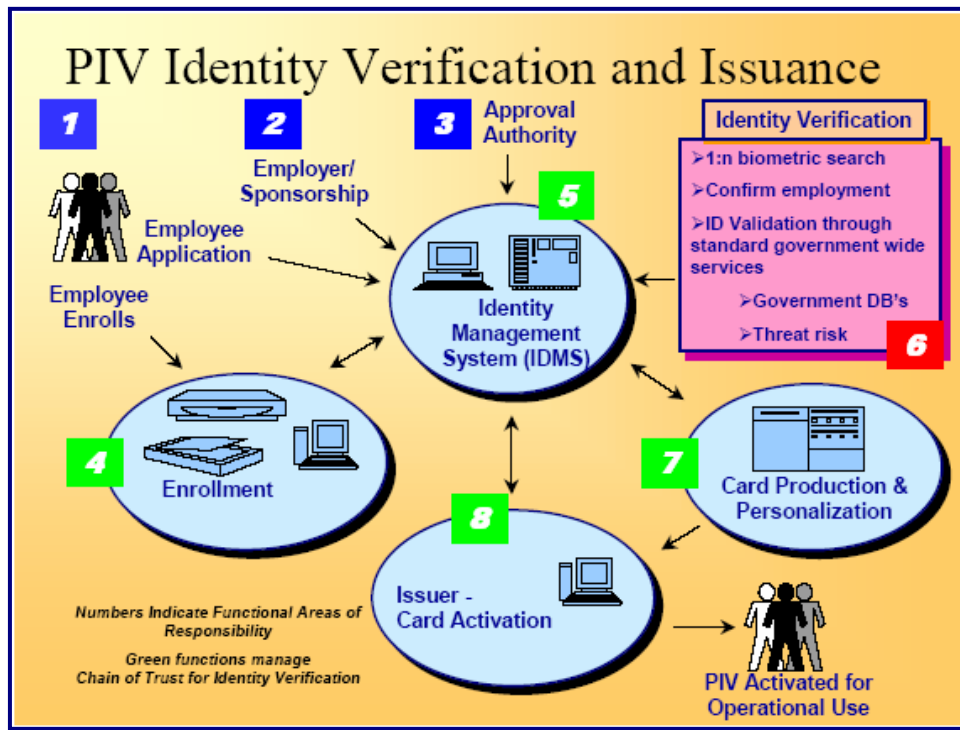 PIV Identity Verification and Issuance
1
2
3
Approval
Authority
Identity Verification
➢1:n biometric search
➢Confirm employment
➢ID Validation through
standard government wide
services
➢Government DB's
➢Threat risk
6
Employer/
Sponsorship
5
Employee
Application
Employee
Enrolls
Identity
Management
System (IDMS)
4
Enrollment
7
Card Production &
Personalization
8
Issuer -
Card Activation
Numbers Indicate Functional Areas of
Responsibility
Green functions manage
Chain of Trust for Identity Verification
PIV Activated for
Operational Use